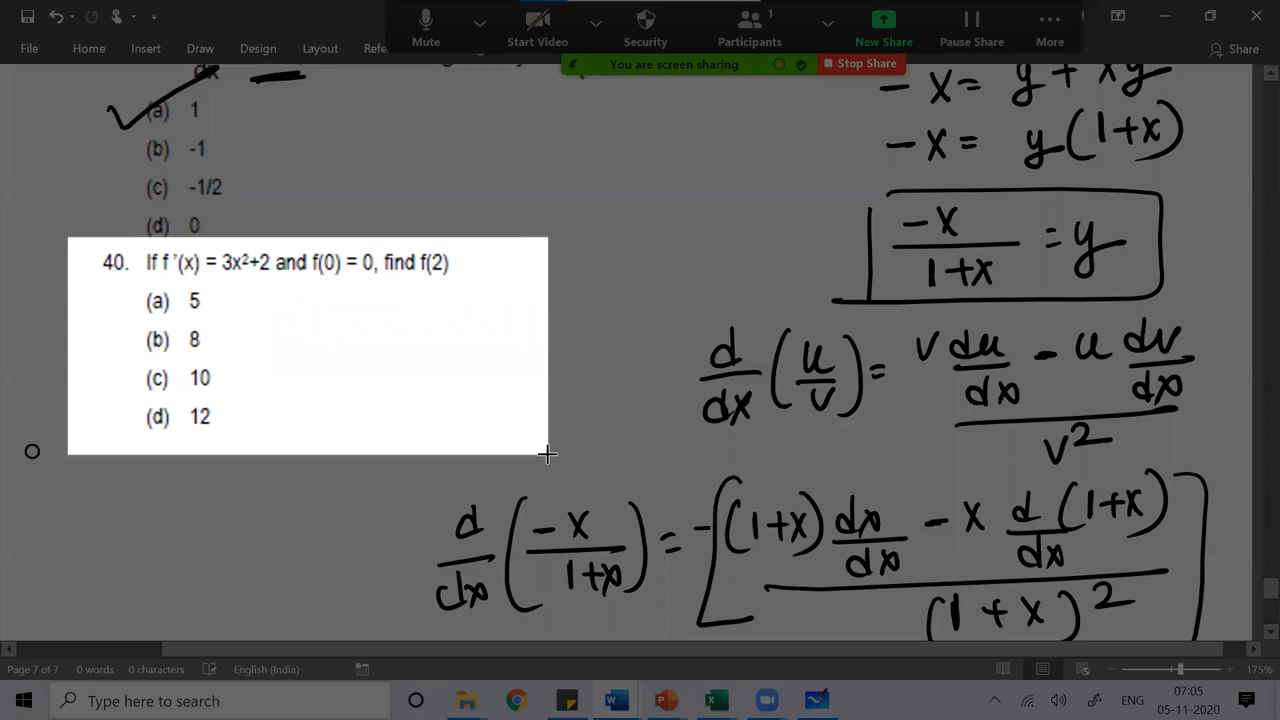 Mute
Start Video
Security
Participants
1
New Share
Pause Share
More
File Home Insert Draw Design Layout Share
You are screen sharing Stop Share
dx
(a) 1
(b) -1
(c) -1/2
(d) 0
40. If f '(x) = 3x²+2 and f(0) = 0, find f(2)
(a) 5
(b) 8
(c) 10
(d) 12
- x = y + xy
- x = y(1+x)
-x/1+x = y
d/dx (u/v) = v du/dx - u dv/dx / v²
d/dx (-x/1+x) = -[(1+x) dx/dx - x d/dx (1+x) / (1+x)²]
Page 7 of 7 0 words 0 characters English (India) 175%
Type here to search
ENG
07:05
05-11-2020